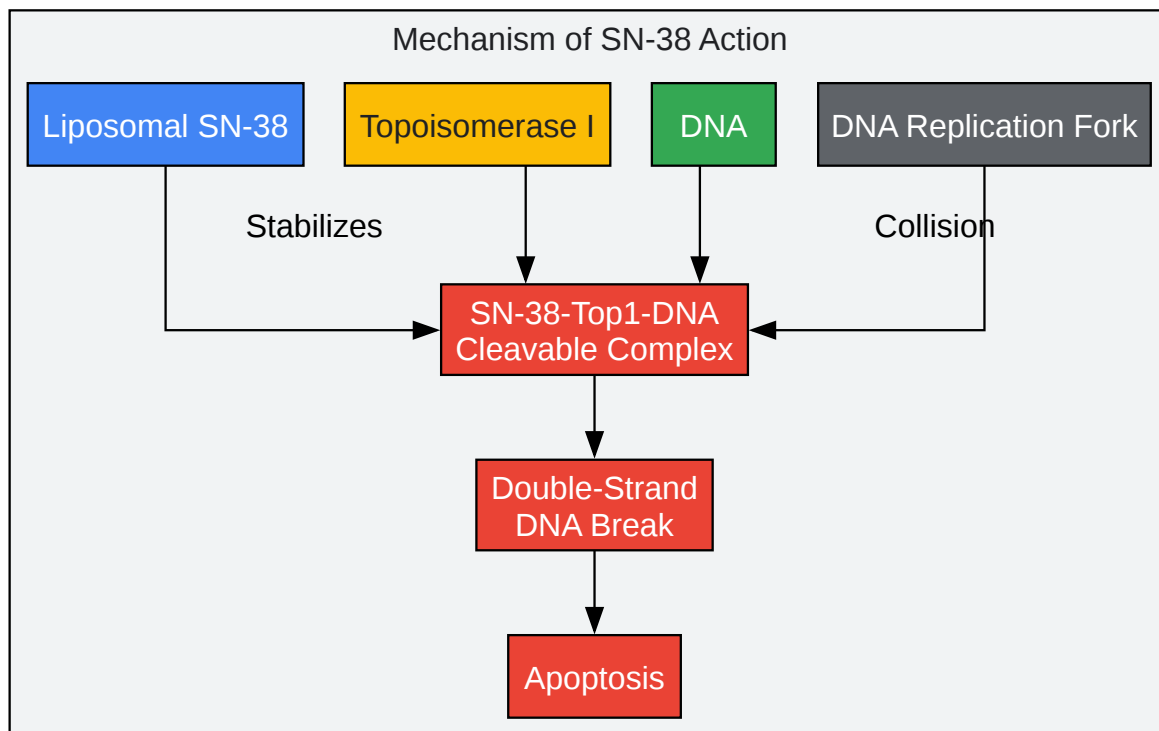 Mechanism of SN-38 Action
Liposomal SN-38
Topoisomerase I
DNA
DNA Replication Fork
Stabilizes
Collision
SN-38-Top1-DNA
Cleavable Complex
Double-Strand
DNA Break
Apoptosis